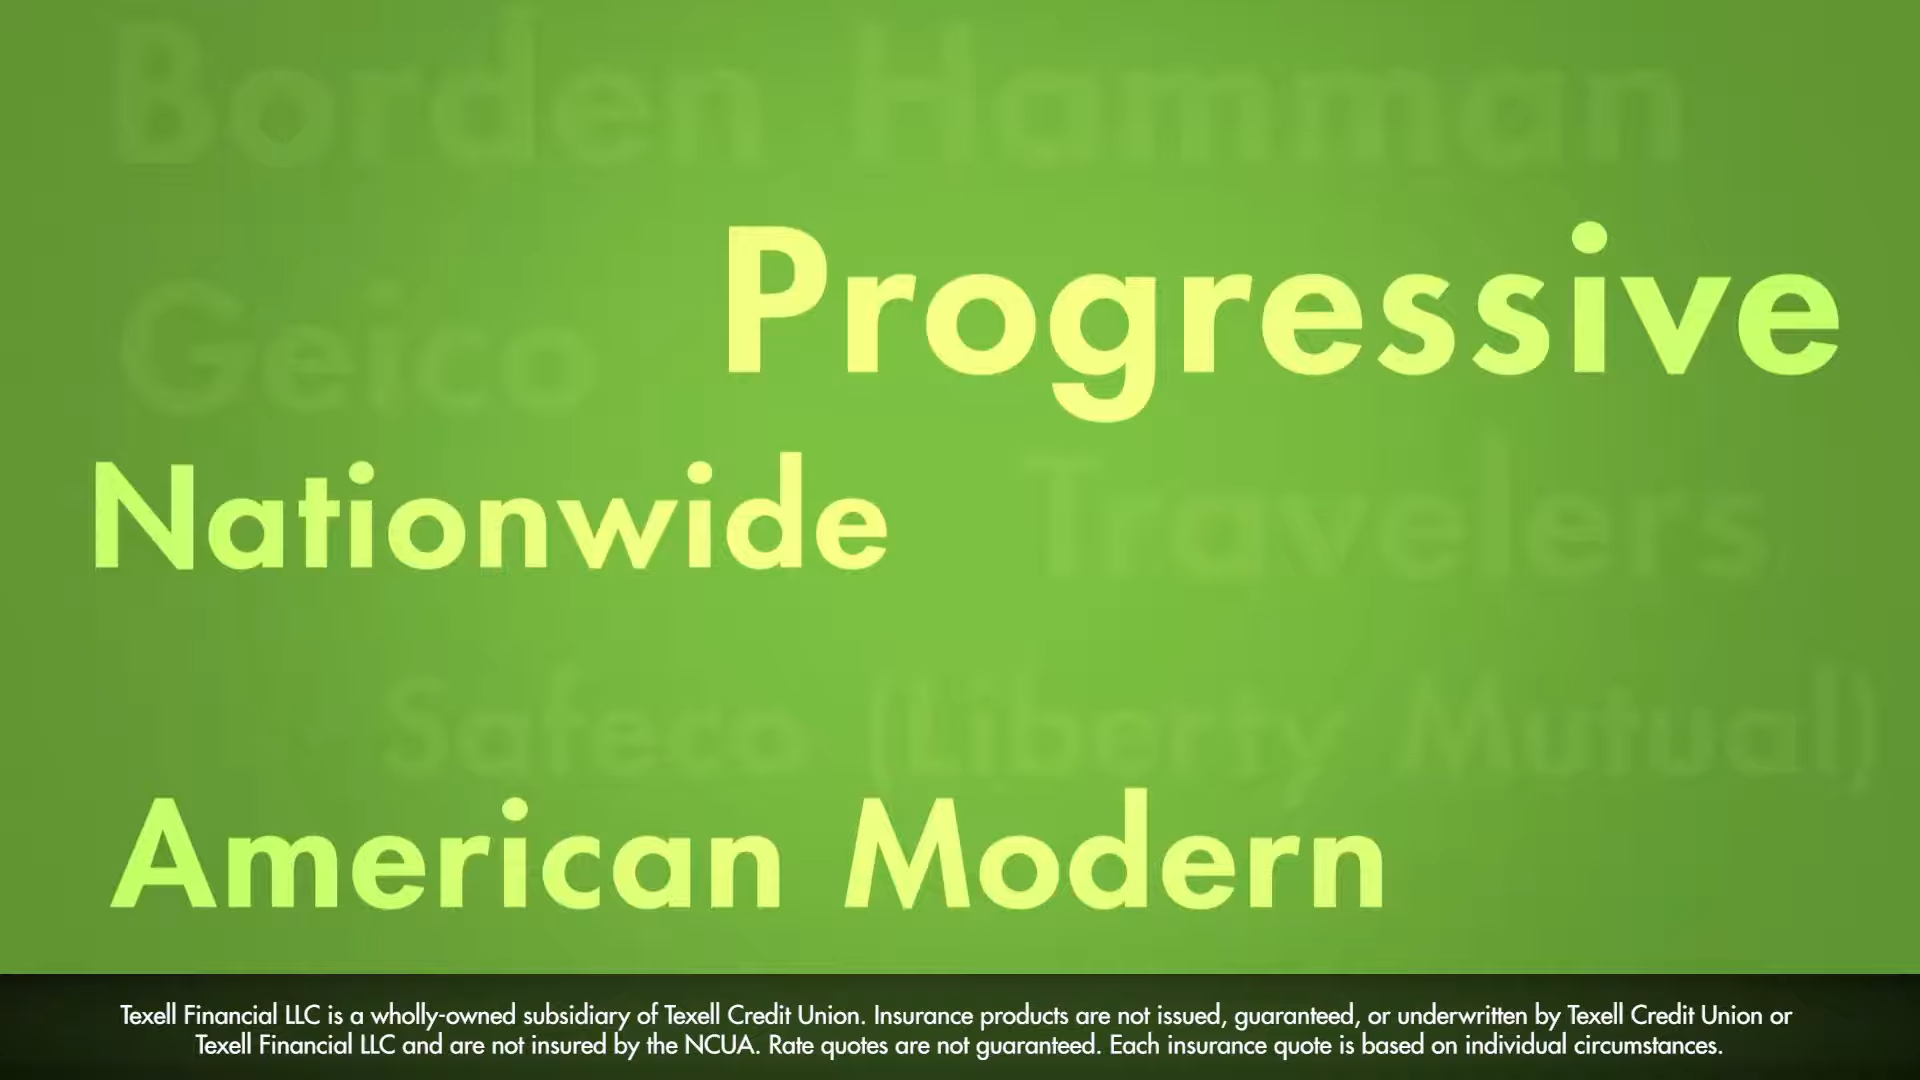 Borden Hamman
Progressive
Geico
Nationwide
Travelers
Safeco (Liberty Mutual)
American Modern
Texell Financial LLC is a wholly-owned subsidiary of Texell Credit Union. Insurance products are not issued, guaranteed, or underwritten by Texell Credit Union or
Texell Financial LLC and are not insured by the NCUA. Rate quotes are not guaranteed. Each insurance quote is based on individual circumstances.